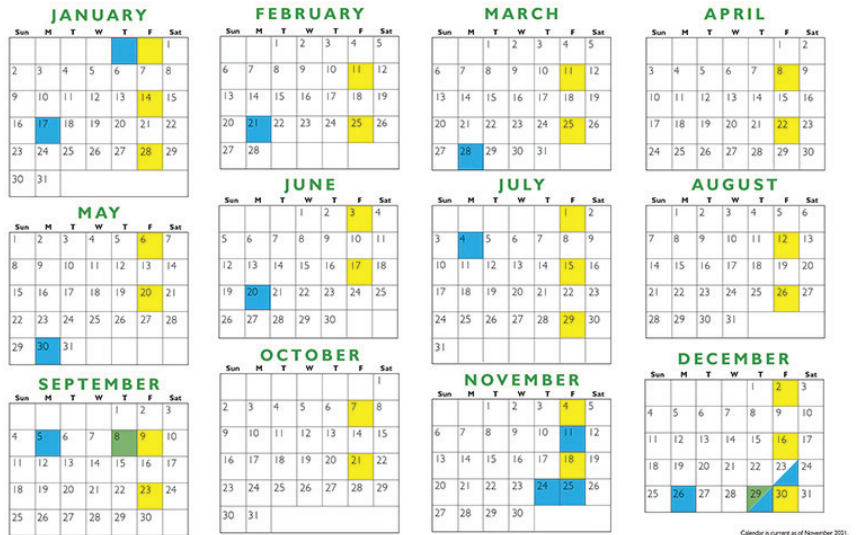 JANUARY
Sun M T W T F Sat
1
2 3 4 5 6 7 8
9 10 11 12 13 14 15
16 17 18 19 20 21 22
23 24 25 26 27 28 29
30 31
FEBRUARY
Sun M T W T F Sat
1 2 3 4 5
6 7 8 9 10 11 12
13 14 15 16 17 18 19
20 21 22 23 24 25 26
27 28
MARCH
Sun M T W T F Sat
1 2 3 4 5
6 7 8 9 10 11 12
13 14 15 16 17 18 19
20 21 22 23 24 25 26
27 28 29 30 31
APRIL
Sun M T W T F Sat
1 2
3 4 5 6 7 8 9
10 11 12 13 14 15 16
17 18 19 20 21 22 23
24 25 26 27 28 29 30
MAY
Sun M T W T F Sat
1 2 3 4 5 6 7
8 9 10 11 12 13 14
15 16 17 18 19 20 21
22 23 24 25 26 27 28
29 30 31
JUNE
Sun M T W T F Sat
1 2 3 4
5 6 7 8 9 10 11
12 13 14 15 16 17 18
19 20 21 22 23 24 25
26 27 28 29 30
JULY
Sun M T W T F Sat
1 2
3 4 5 6 7 8 9
10 11 12 13 14 15 16
17 18 19 20 21 22 23
24 25 26 27 28 29 30
31
AUGUST
Sun M T W T F Sat
1 2 3 4 5 6
7 8 9 10 11 12 13
14 15 16 17 18 19 20
21 22 23 24 25 26 27
28 29 30 31
SEPTEMBER
Sun M T W T F Sat
1 2 3
4 5 6 7 8 9 10
11 12 13 14 15 16 17
18 19 20 21 22 23 24
25 26 27 28 29 30
OCTOBER
Sun M T W T F Sat
1
2 3 4 5 6 7 8
9 10 11 12 13 14 15
16 17 18 19 20 21 22
23 24 25 26 27 28 29
30 31
NOVEMBER
Sun M T W T F Sat
1 2 3 4 5
6 7 8 9 10 11 12
13 14 15 16 17 18 19
20 21 22 23 24 25 26
27 28 29 30
DECEMBER
Sun M T W T F Sat
1 2 3
4 5 6 7 8 9 10
11 12 13 14 15 16 17
18 19 20 21 22 23 24
25 26 27 28 29 30 31
Calendar is current as of November 2021.